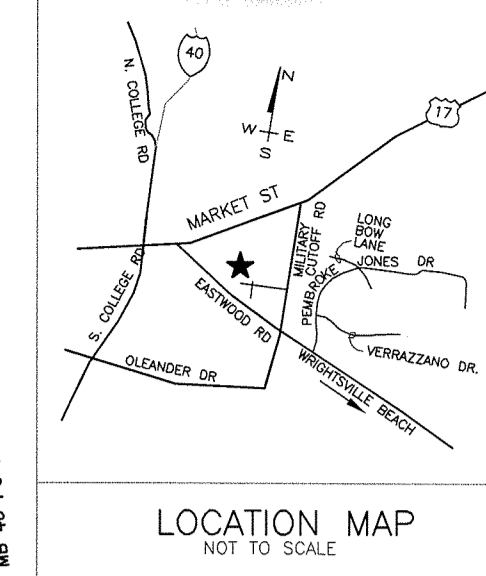 40
N. COLLEGE RD
N
W E
S
17
MARKET ST
MILITARY
CUTOFF RD
LONG
BOW
LANE
PEMBROKE JONES DR
S. COLLEGE RD
EASTWOOD RD
VERRAZZANO DR.
OLEANDER DR
WRIGHTSVILLE BEACH
LOCATION MAP
NOT TO SCALE